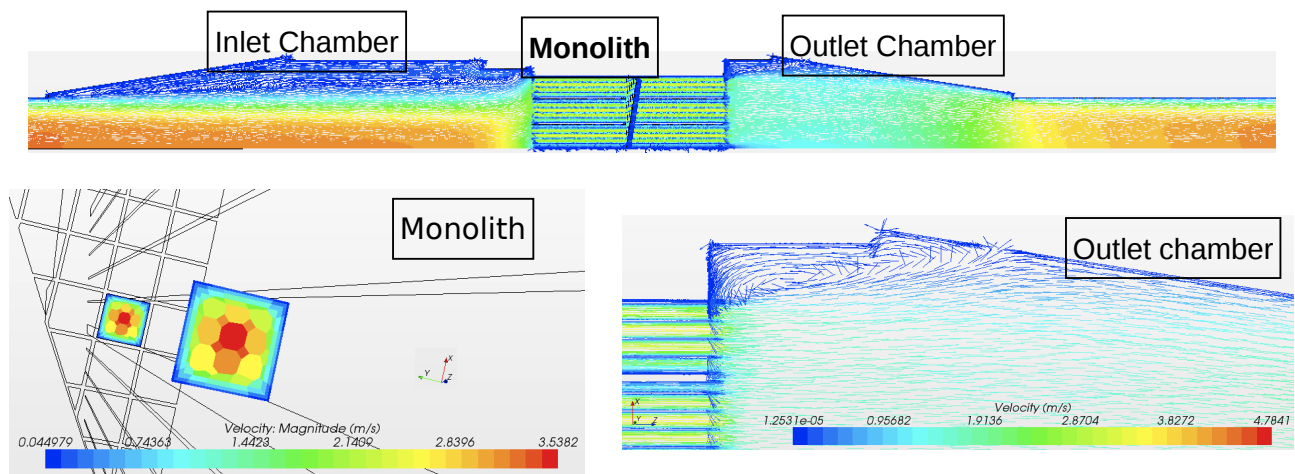 Inlet Chamber
Monolith
Outlet Chamber
Monolith
X
Y
Z
Velocity: Magnitude (m/s)
0.044979 0.74363 1.4423 2.1409 2.8396 3.5382
Outlet chamber
X
Y
Z
Velocity (m/s)
1.2531e-05 0.95682 1.9136 2.8704 3.8272 4.7841